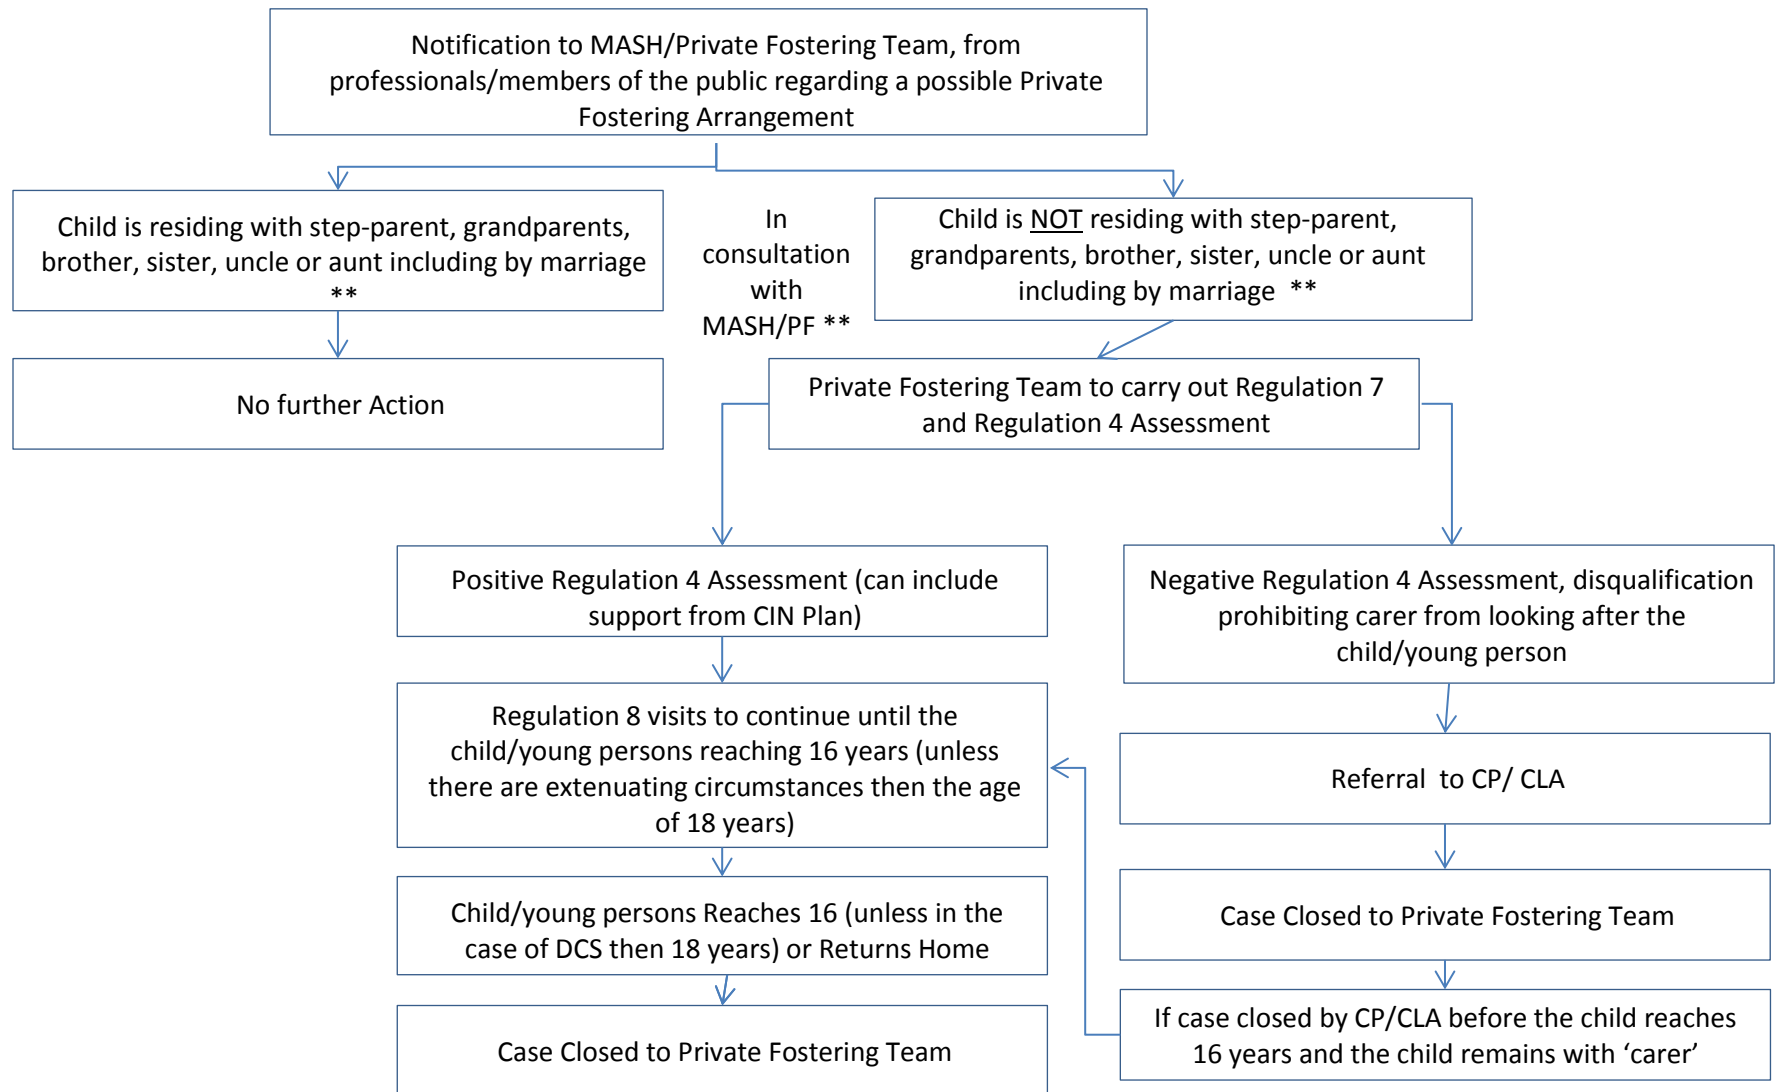 Notification to MASH/Private Fostering Team, from
professionals/members of the public regarding a possible Private
Fostering Arrangement
Child is residing with step-parent, grandparents,
brother, sister, uncle or aunt including by marriage
**
In
consultation
with
MASH/PF **
Child is NOT residing with step-parent,
grandparents, brother, sister, uncle or aunt
including by marriage **
No further Action
Private Fostering Team to carry out Regulation 7
and Regulation 4 Assessment
Positive Regulation 4 Assessment (can include
support from CIN Plan)
Negative Regulation 4 Assessment, disqualification
prohibiting carer from looking after the
child/young person
Regulation 8 visits to continue until the
child/young persons reaching 16 years (unless
there are extenuating circumstances then the age
of 18 years)
Referral to CP/ CLA
Child/young persons Reaches 16 (unless in the
case of DCS then 18 years) or Returns Home
Case Closed to Private Fostering Team
Case Closed to Private Fostering Team
If case closed by CP/CLA before the child reaches
16 years and the child remains with ‘carer’